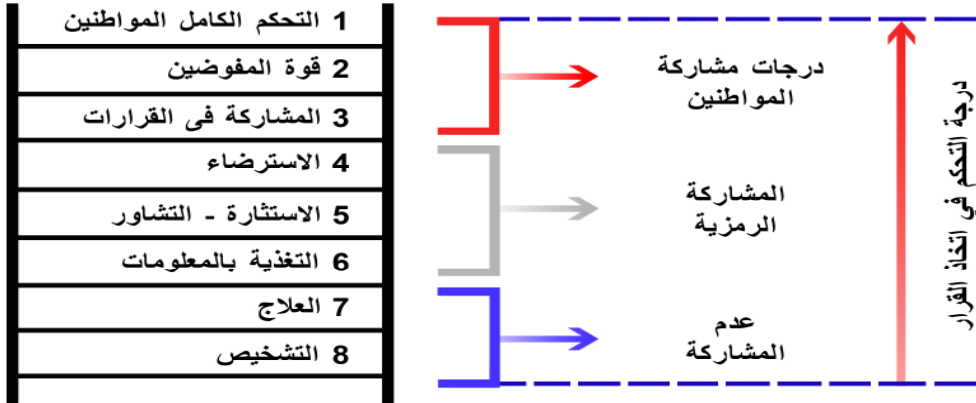 1 التحكم الكامل المواطنين
2 قوة المفوضين
3 المشاركة فى القرارات
4 الاسترضاء
5 الاستثارة - التشاور
6 التغذية بالمعلومات
7 العلاج
8 التشخيص
درجات مشاركة
المواطنين
المشاركة
الرمزية
عدم
المشاركة
درجة التحكم في اتخاذ القرار